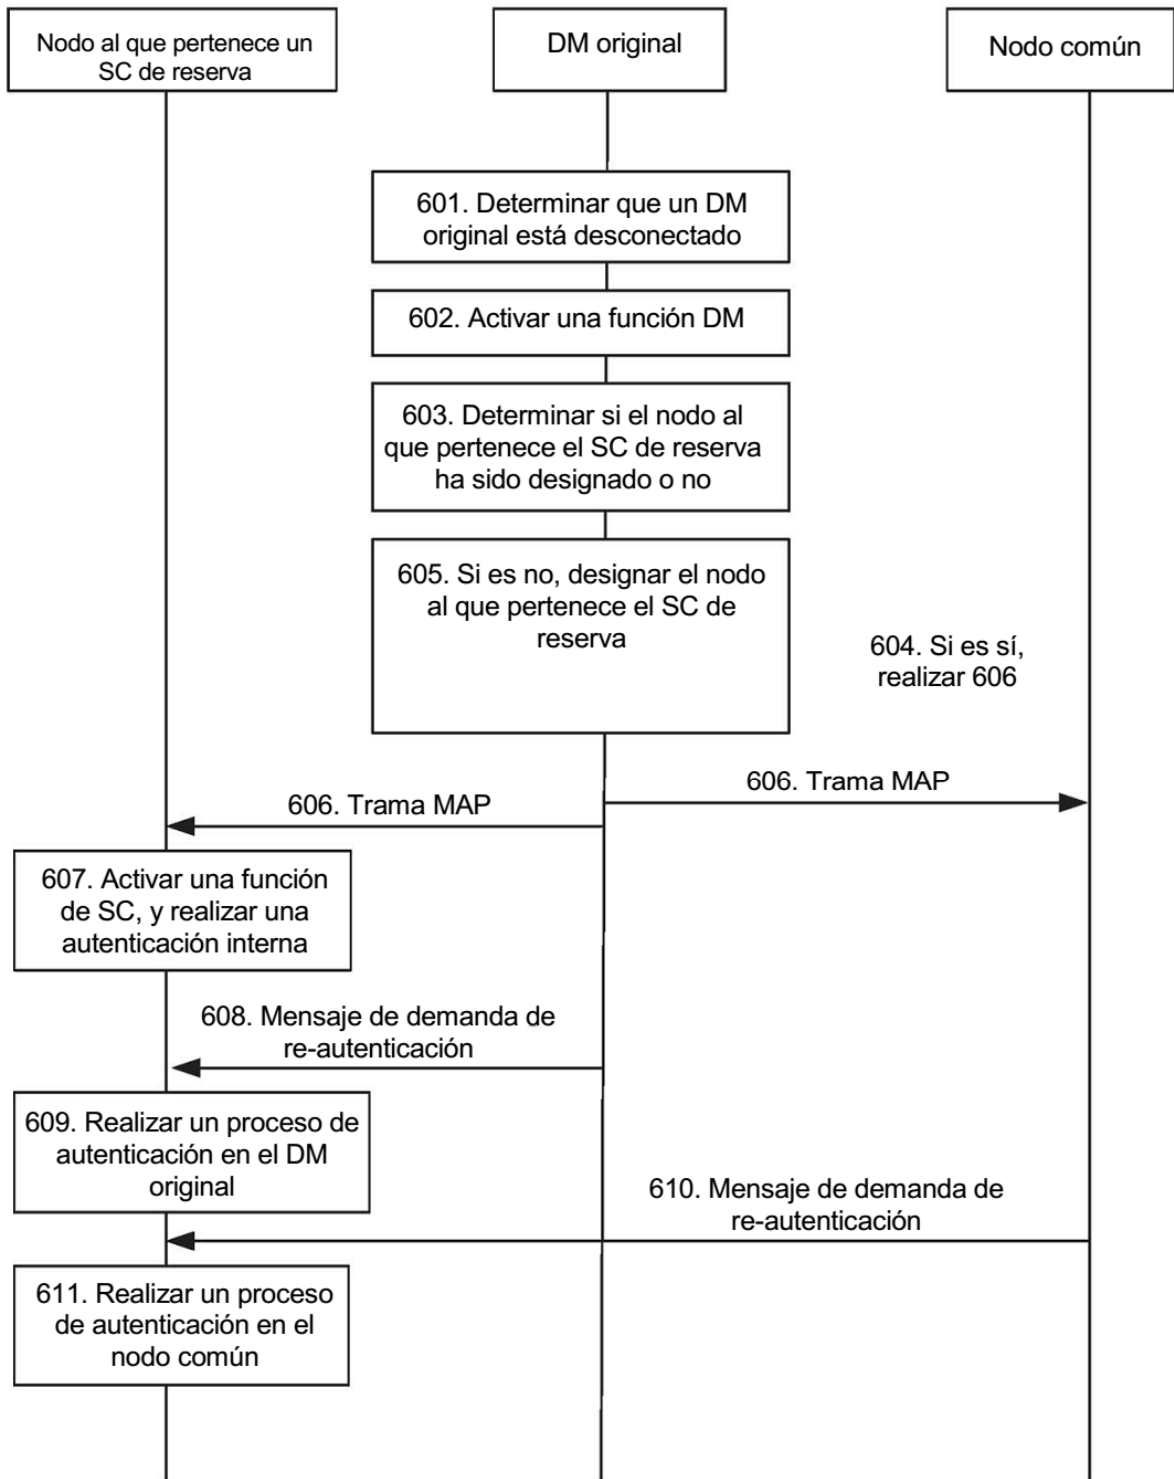 Nodo al que pertenece un
SC de reserva
DM original
Nodo común
601. Determinar que un DM
original está desconectado
602. Activar una función DM
603. Determinar si el nodo al
que pertenece el SC de reserva
ha sido designado o no
605. Si es no, designar el nodo
al que pertenece el SC de
reserva
604. Si es sí,
realizar 606
606. Trama MAP
606. Trama MAP
607. Activar una función
de SC, y realizar una
autenticación interna
608. Mensaje de demanda de
re-autenticación
609. Realizar un proceso de
autenticación en el DM
original
610. Mensaje de demanda de
re-autenticación
611. Realizar un proceso
de autenticación en el
nodo común